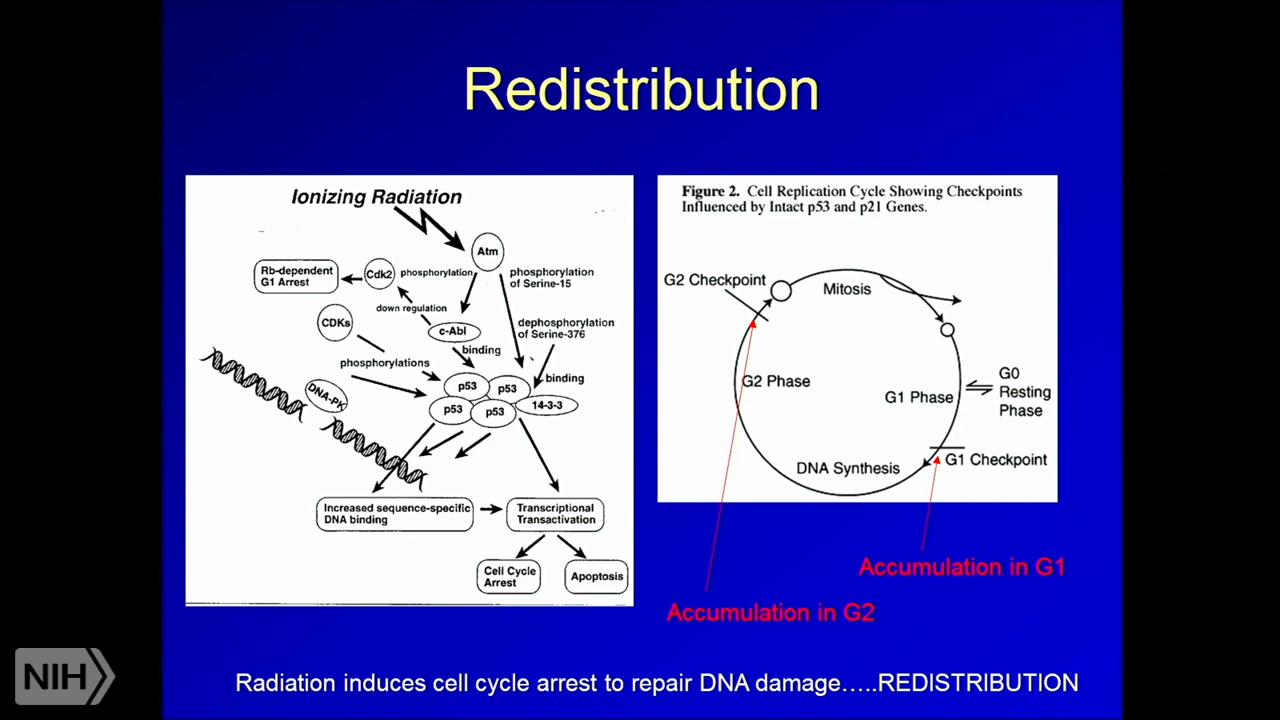 Redistribution
Ionizing Radiation
Atm
Rb-dependent
G1 Arrest
Cdk2
phosphorylation
phosphorylation
of Serine-15
down regulation
CDKs
c-Abl
dephosphorylation
of Serine-376
binding
phosphorylations
binding
DNA-PK
p53
p53
p53
p53
14-3-3
Increased sequence-specific
DNA binding
Transcriptional
Transactivation
Cell Cycle
Arrest
Apoptosis
Figure 2. Cell Replication Cycle Showing Checkpoints
Influenced by Intact p53 and p21 Genes.
G2 Checkpoint
Mitosis
G2 Phase
G1 Phase
G0
Resting
Phase
DNA Synthesis
G1 Checkpoint
Accumulation in G1
Accumulation in G2
NIH
Radiation induces cell cycle arrest to repair DNA damage…..REDISTRIBUTION